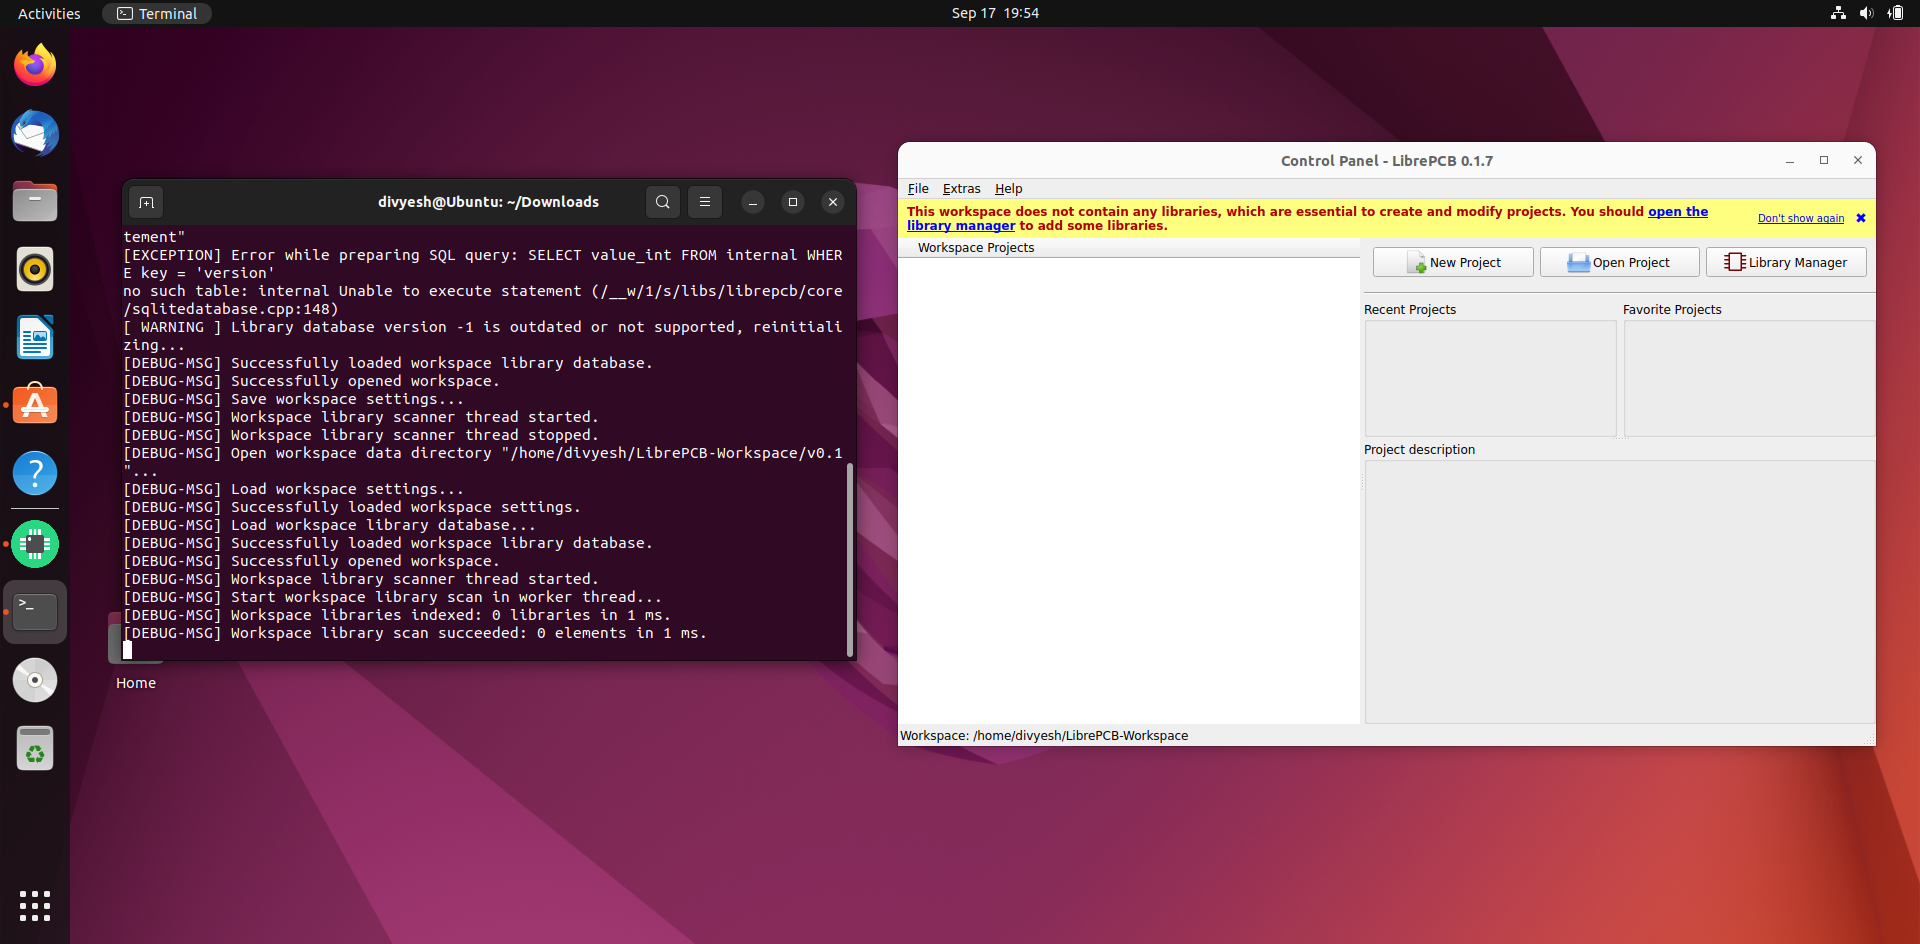 Activities
Terminal
Sep 17 19:54
divyesh@Ubuntu: ~/Downloads
tement"
[EXCEPTION] Error while preparing SQL query: SELECT value_int FROM internal WHER
E key = 'version'
no such table: internal Unable to execute statement (/__w/1/s/libs/librepcb/core
/sqlitedatabase.cpp:148)
[ WARNING ] Library database version -1 is outdated or not supported, reinitiali
zing...
[DEBUG-MSG] Successfully loaded workspace library database.
[DEBUG-MSG] Successfully opened workspace.
[DEBUG-MSG] Save workspace settings...
[DEBUG-MSG] Workspace library scanner thread started.
[DEBUG-MSG] Workspace library scanner thread stopped.
[DEBUG-MSG] Open workspace data directory "/home/divyesh/LibrePCB-Workspace/v0.1
"...
[DEBUG-MSG] Load workspace settings...
[DEBUG-MSG] Successfully loaded workspace settings.
[DEBUG-MSG] Load workspace library database...
[DEBUG-MSG] Successfully loaded workspace library database.
[DEBUG-MSG] Successfully opened workspace.
[DEBUG-MSG] Workspace library scanner thread started.
[DEBUG-MSG] Start workspace library scan in worker thread...
[DEBUG-MSG] Workspace libraries indexed: 0 libraries in 1 ms.
[DEBUG-MSG] Workspace library scan succeeded: 0 elements in 1 ms.
Home
Control Panel - LibrePCB 0.1.7
File Extras Help
This workspace does not contain any libraries, which are essential to create and modify projects. You should open the
library manager to add some libraries.
Don't show again
Workspace Projects
New Project
Open Project
Library Manager
Recent Projects
Favorite Projects
Project description
Workspace: /home/divyesh/LibrePCB-Workspace